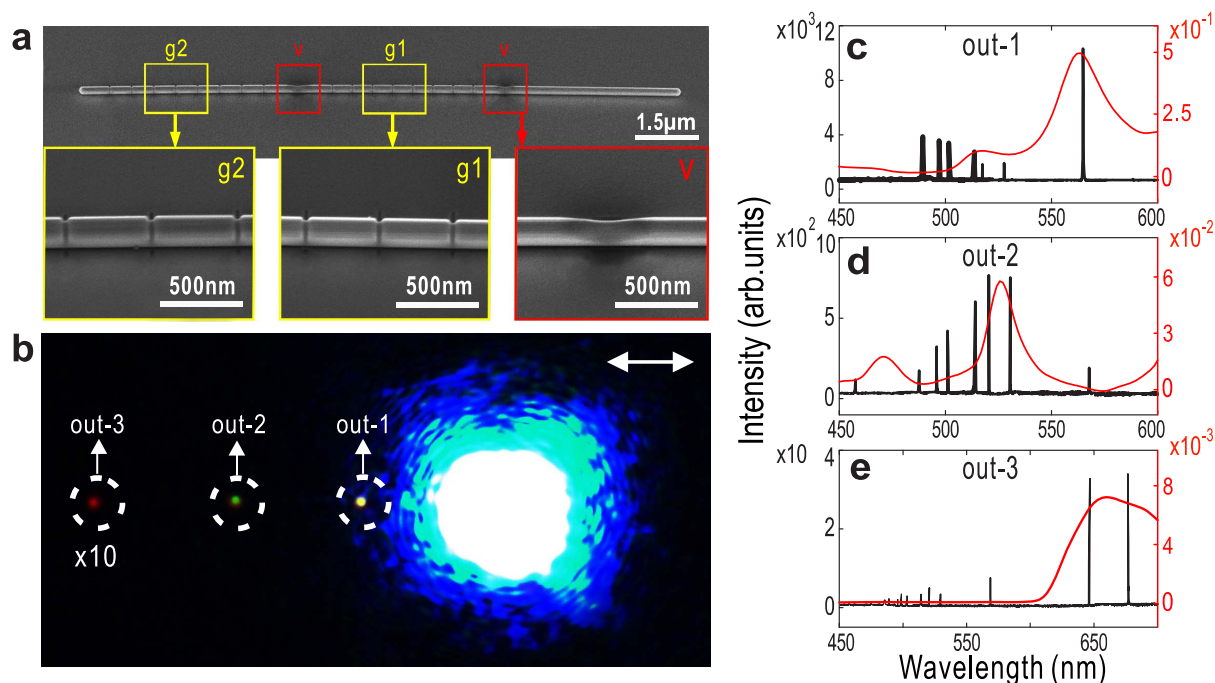 a
g2
v
g1
v
1.5μm
g2
500nm
g1
500nm
V
500nm
b
out-3
out-2
out-1
x10
Intensity (arb.units)
x10³
12
8
4
0
c
out-1
x10⁻¹
5
2.5
0
450 500 550 600
x10²
10
5
0
d
out-2
x10⁻²
6
3
0
450 500 550 600
x10
4
2
0
e
out-3
x10⁻³
8
4
0
450 550 650
Wavelength (nm)